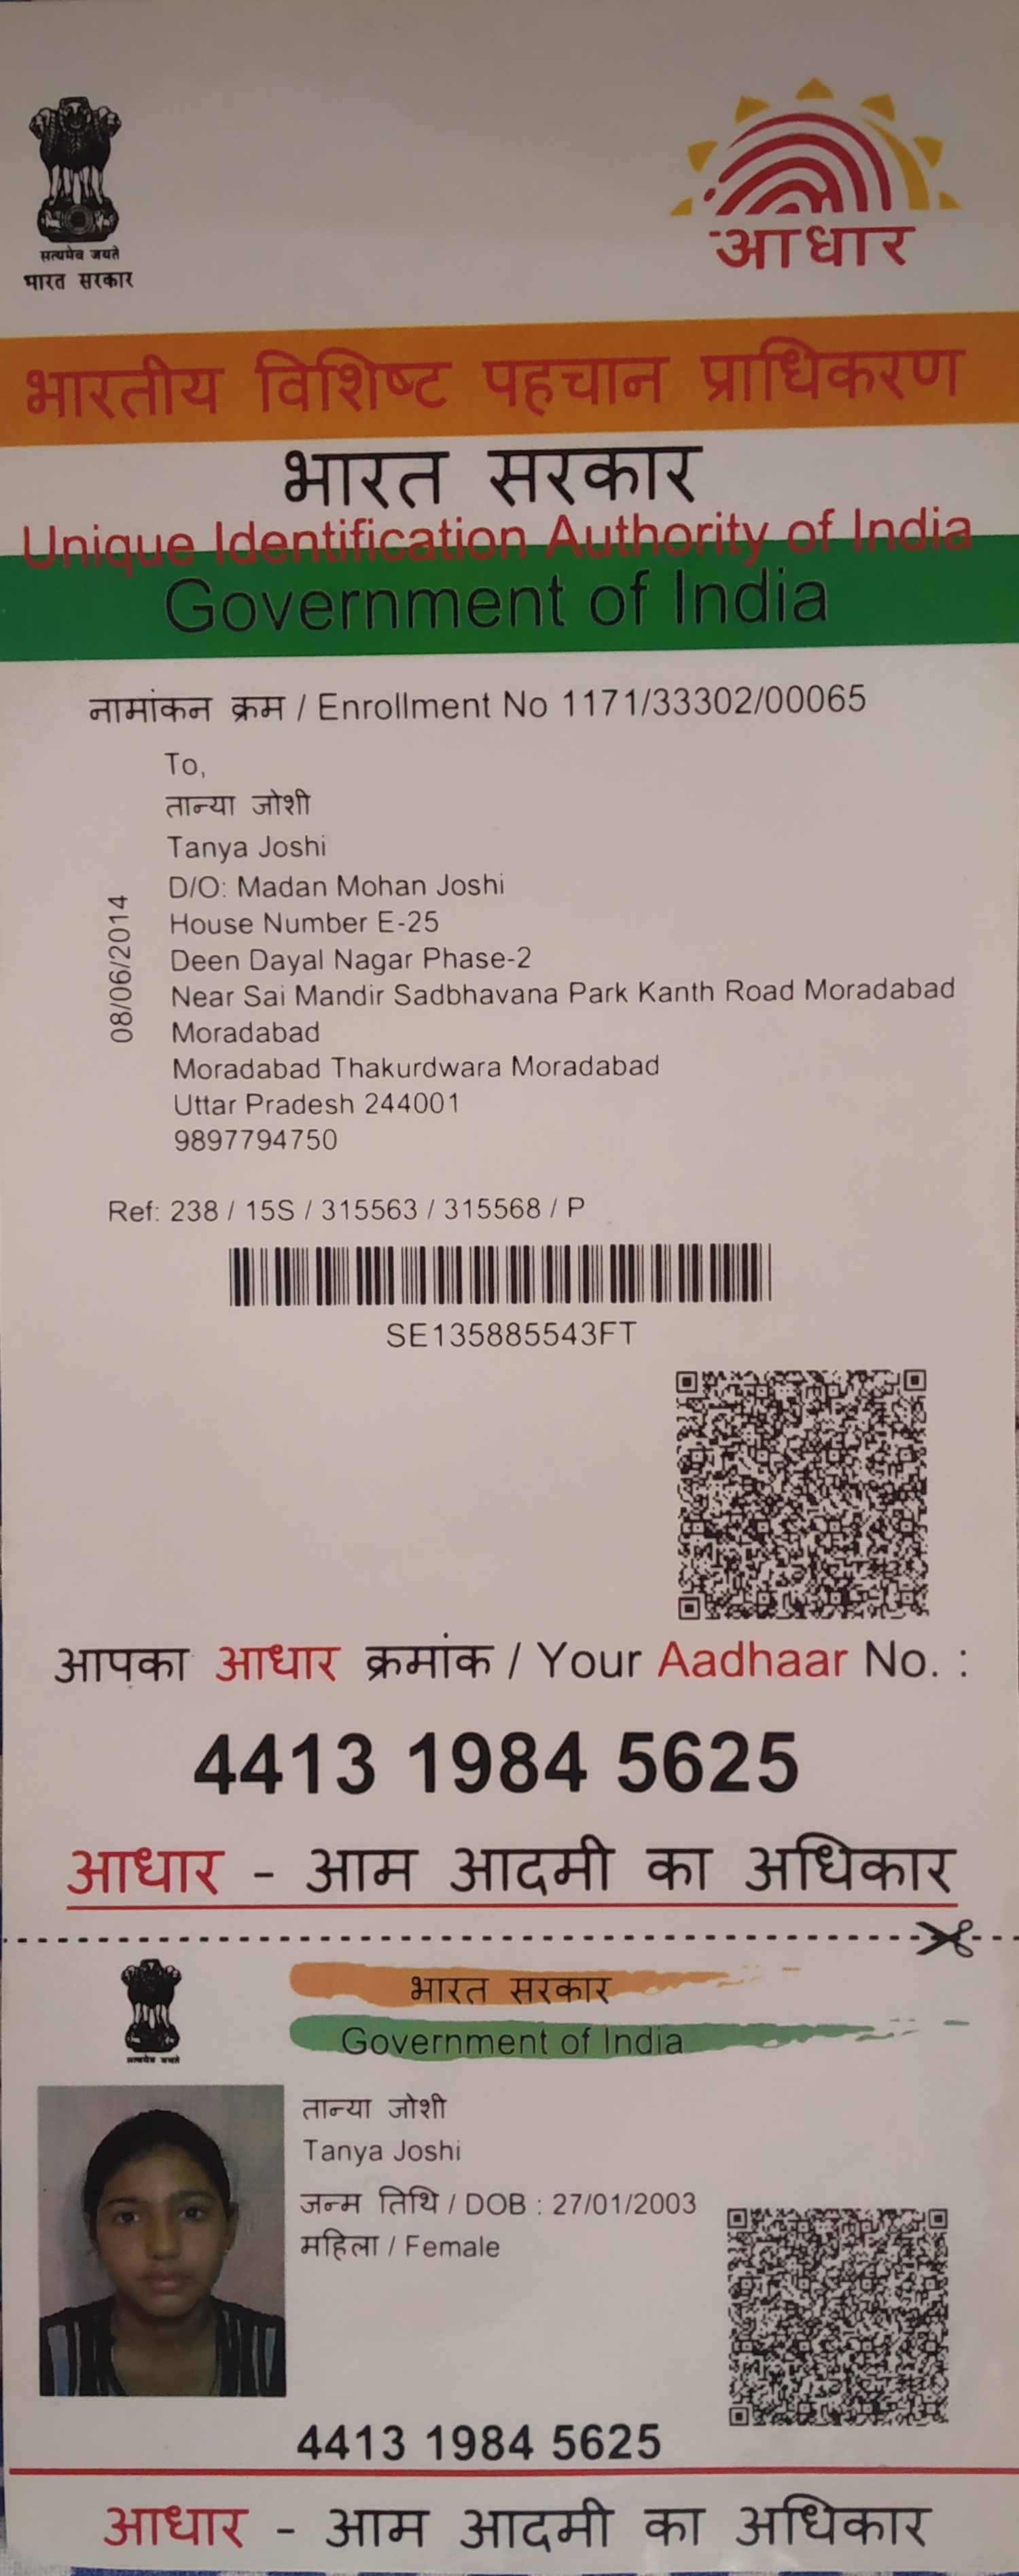 सत्यमेव जयते
भारत सरकार
आधार
भारतीय विशिष्ट पहचान प्राधिकरण
भारत सरकार
Unique Identification Authority of India
Government of India
नामांकन क्रम / Enrollment No 1171/33302/00065
To,
तान्या जोशी
Tanya Joshi
D/O: Madan Mohan Joshi
House Number E-25
Deen Dayal Nagar Phase-2
Near Sai Mandir Sadbhavana Park Kanth Road Moradabad
Moradabad
Moradabad Thakurdwara Moradabad
Uttar Pradesh 244001
9897794750
08/06/2014
Ref: 238 / 15S / 315563 / 315568 / P
SE135885543FT
आपका आधार क्रमांक / Your Aadhaar No. :
4413 1984 5625
आधार - आम आदमी का अधिकार
सत्यमेव जयते
भारत सरकार
Government of India
तान्या जोशी
Tanya Joshi
जन्म तिथि / DOB : 27/01/2003
महिला / Female
4413 1984 5625
आधार - आम आदमी का अधिकार